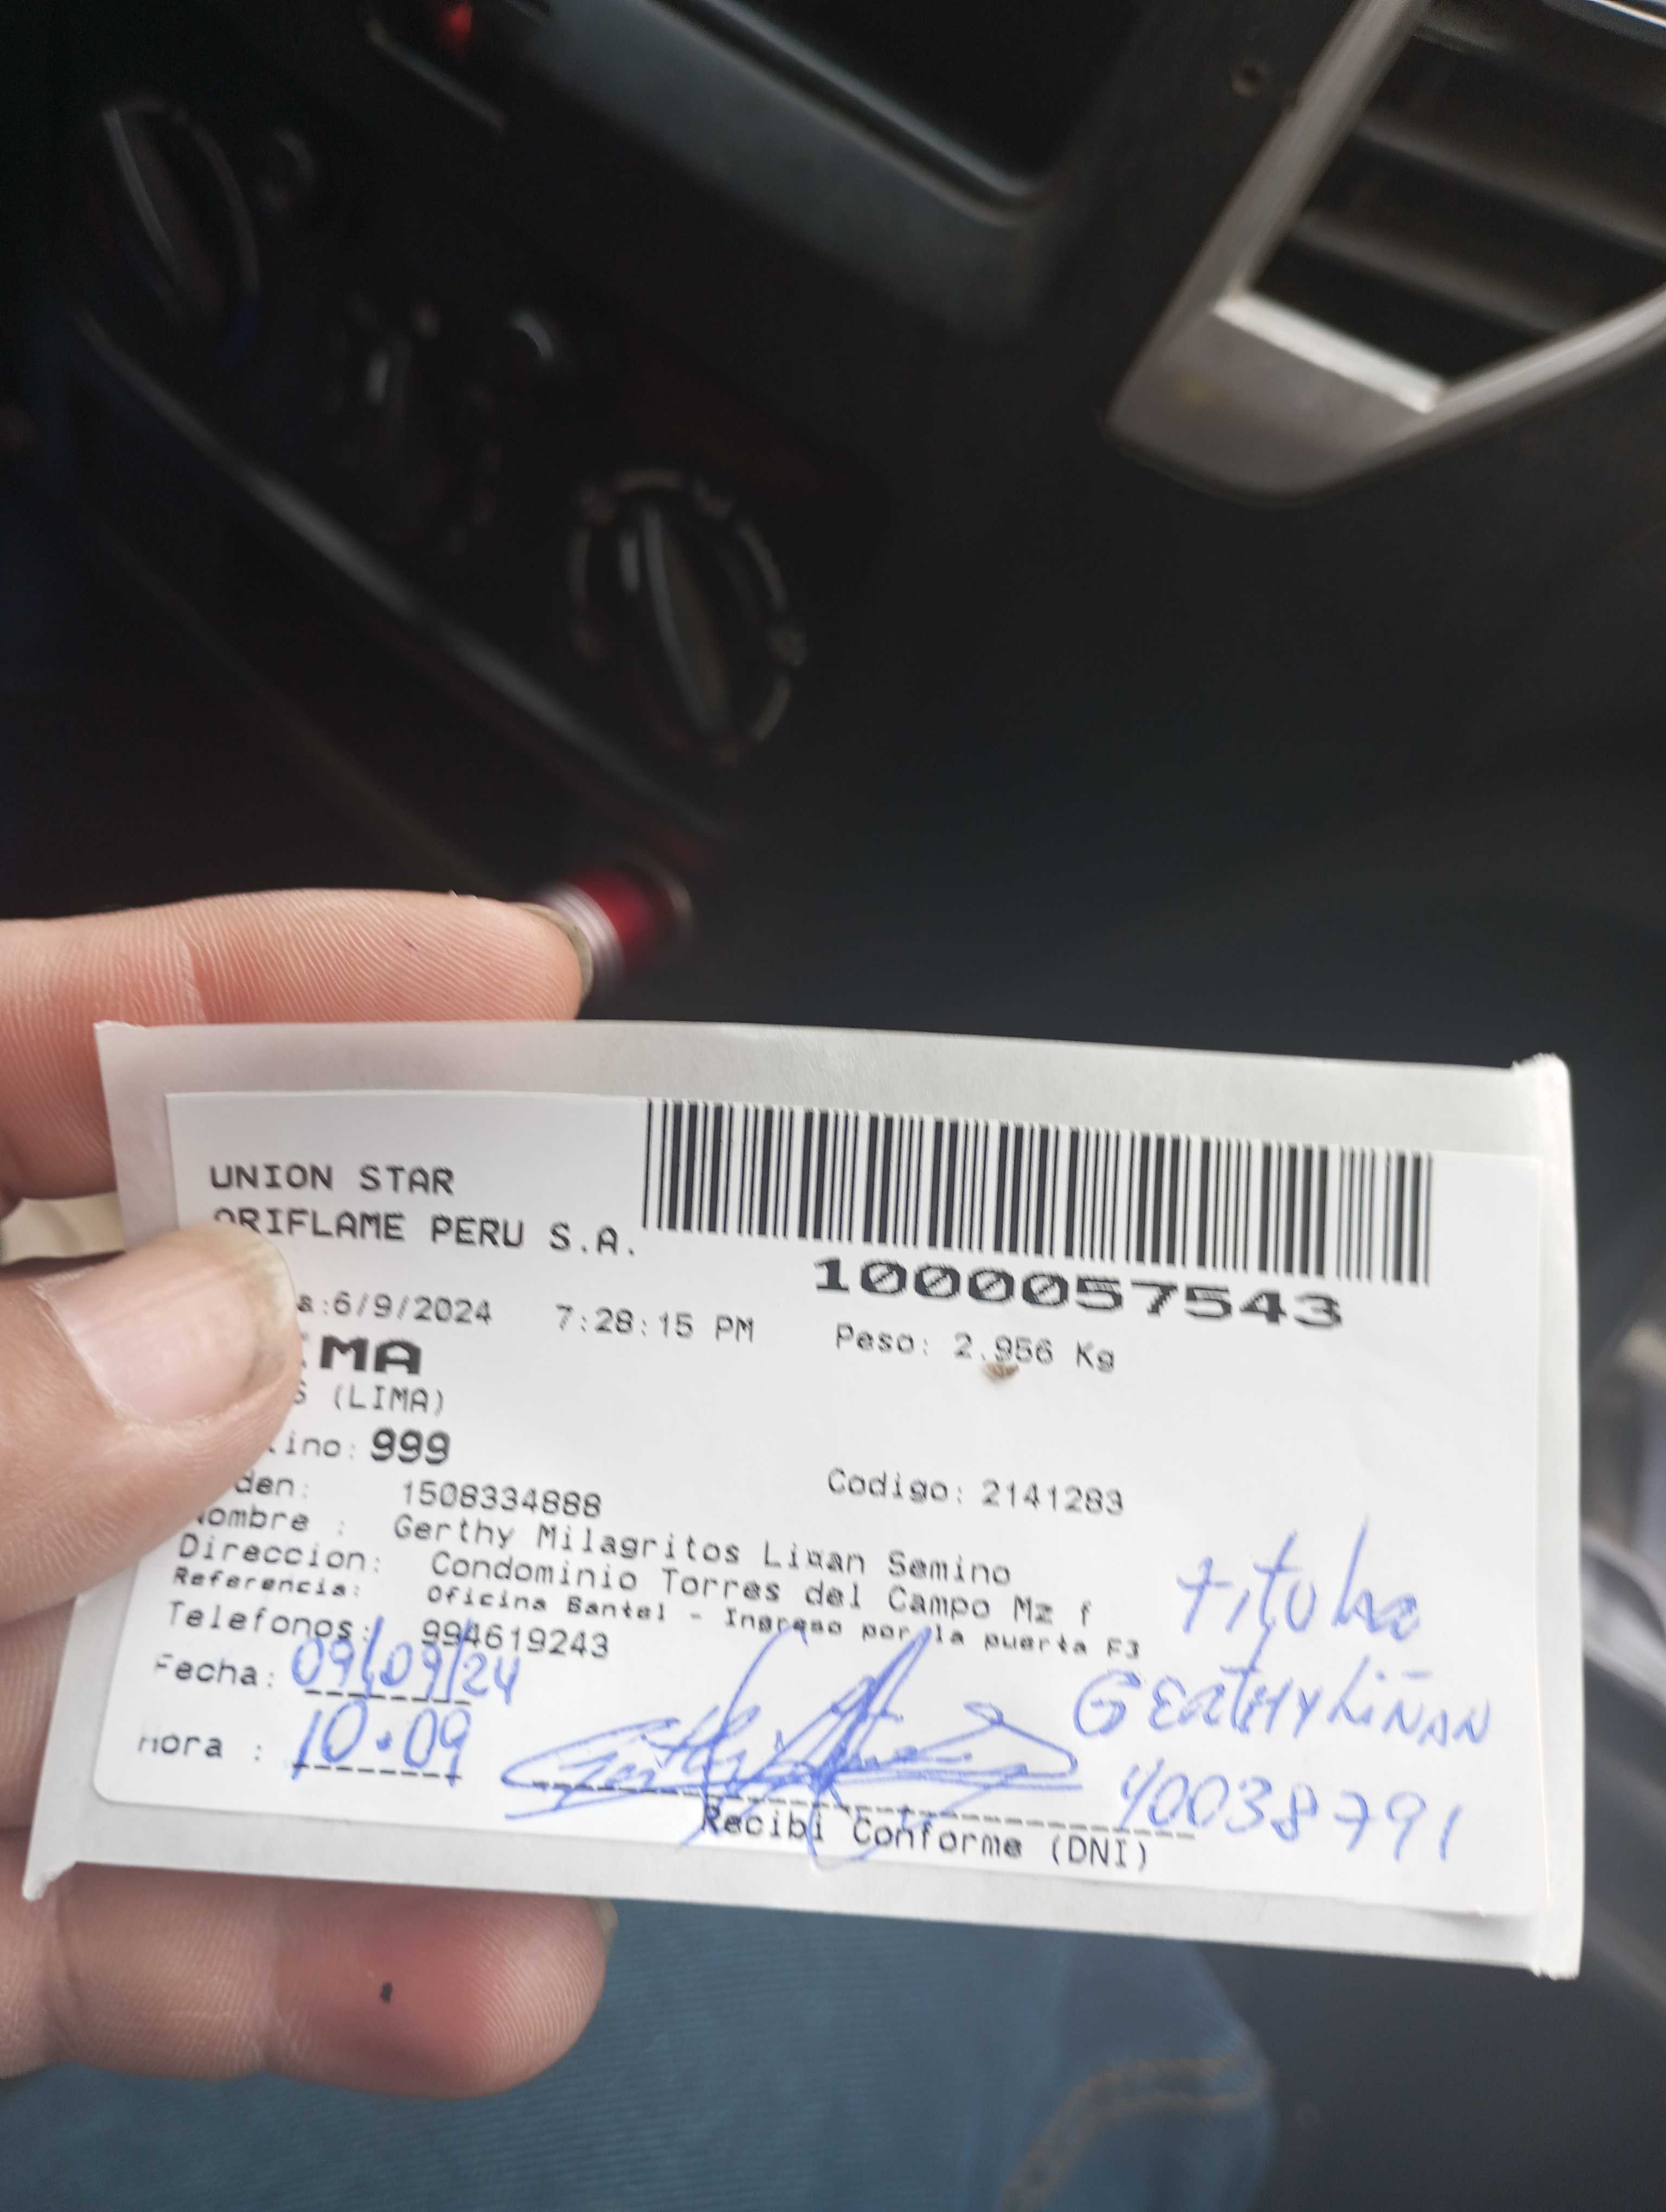 UNION STAR
ORIFLAME PERU S.A.
1000057543
a:6/9/2024 7:28:15 PM Peso: 2.956 Kg
MA
S (LIMA)
ino: 999
den: 1508334888 Codigo: 2141283
ombre : Gerthy Milagritos Liñan Semino
Direccion: Condominio Torres del Campo Mz f
Referencia: Oficina Bantel - Ingreso por la puerta F3
Telefonos: 994619243
Fecha: 09/09/24
Hora : 10:09
titular
GERTHY LiÑAN
40038791
Recibi Conforme (DNI)